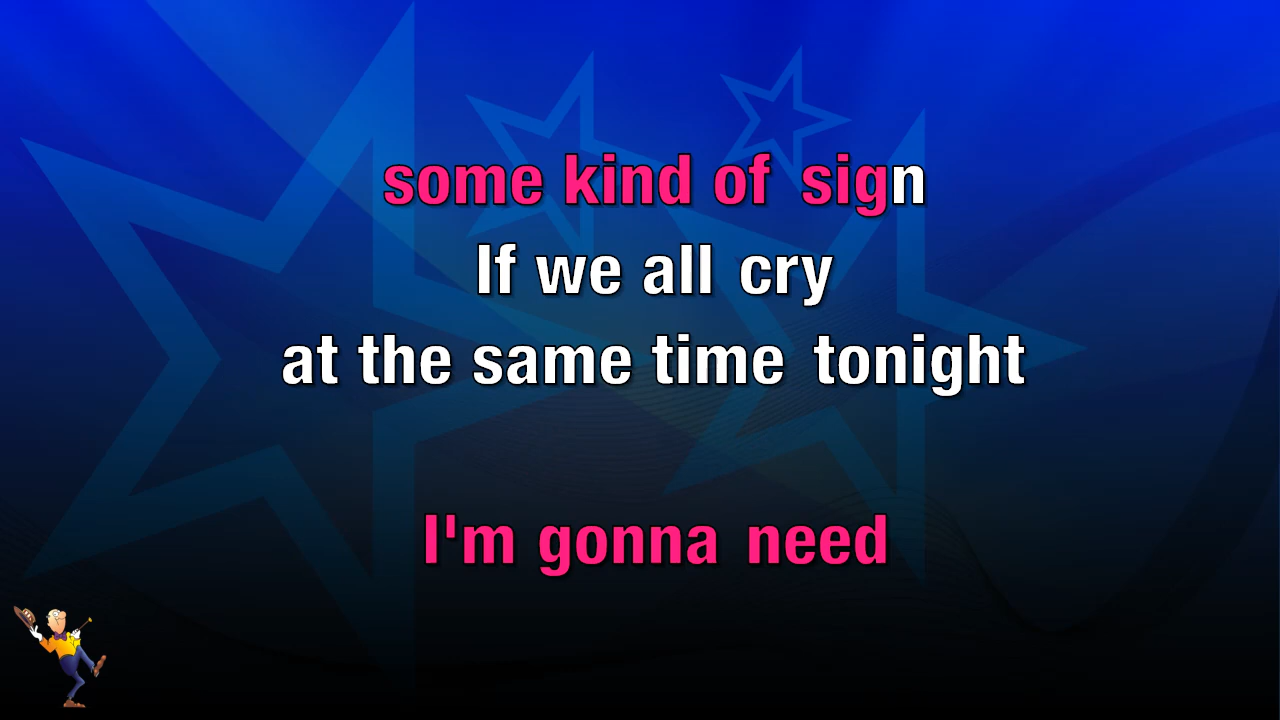 some kind of sign
If we all cry
at the same time tonight
I'm gonna need